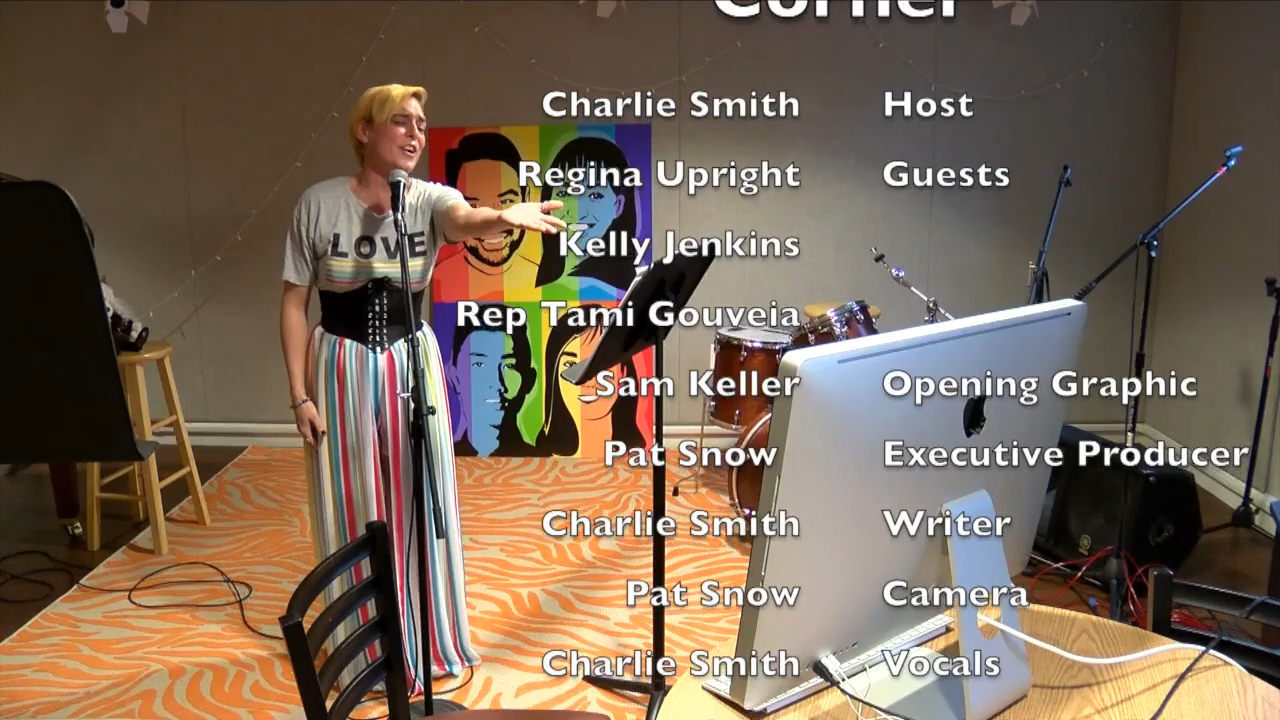 Corner
Charlie Smith Host
Regina Upright Guests
Kelly Jenkins
Rep Tami Gouveia
Sam Keller Opening Graphic
Pat Snow Executive Producer
Charlie Smith Writer
Pat Snow Camera
Charlie Smith Vocals
LOVE